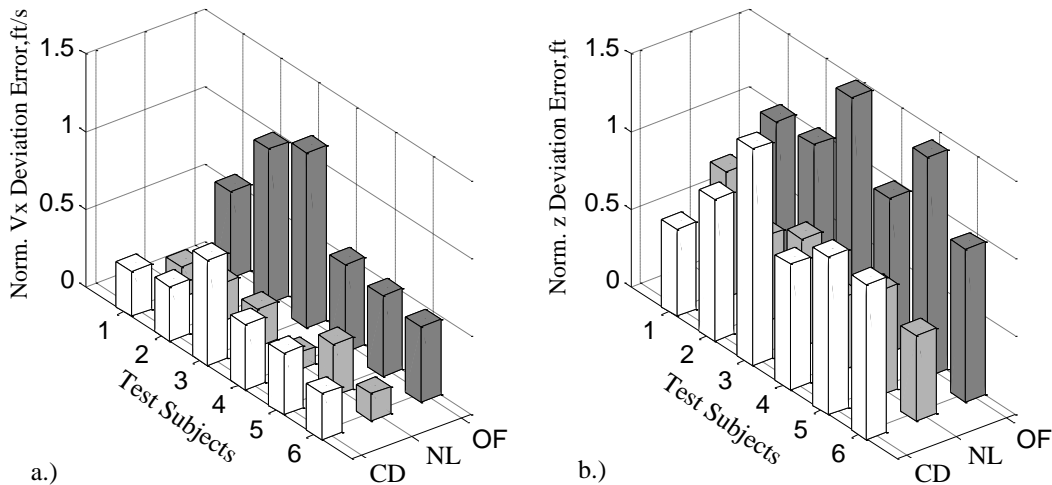 Norm. Vx Deviation Error,ft/s
1.5
1
0.5
0
1
2
3
4
5
6
Test Subjects
CD
NL
OF
a.)
Norm. z Deviation Error,ft
1.5
1
0.5
0
1
2
3
4
5
6
Test Subjects
CD
NL
OF
b.)